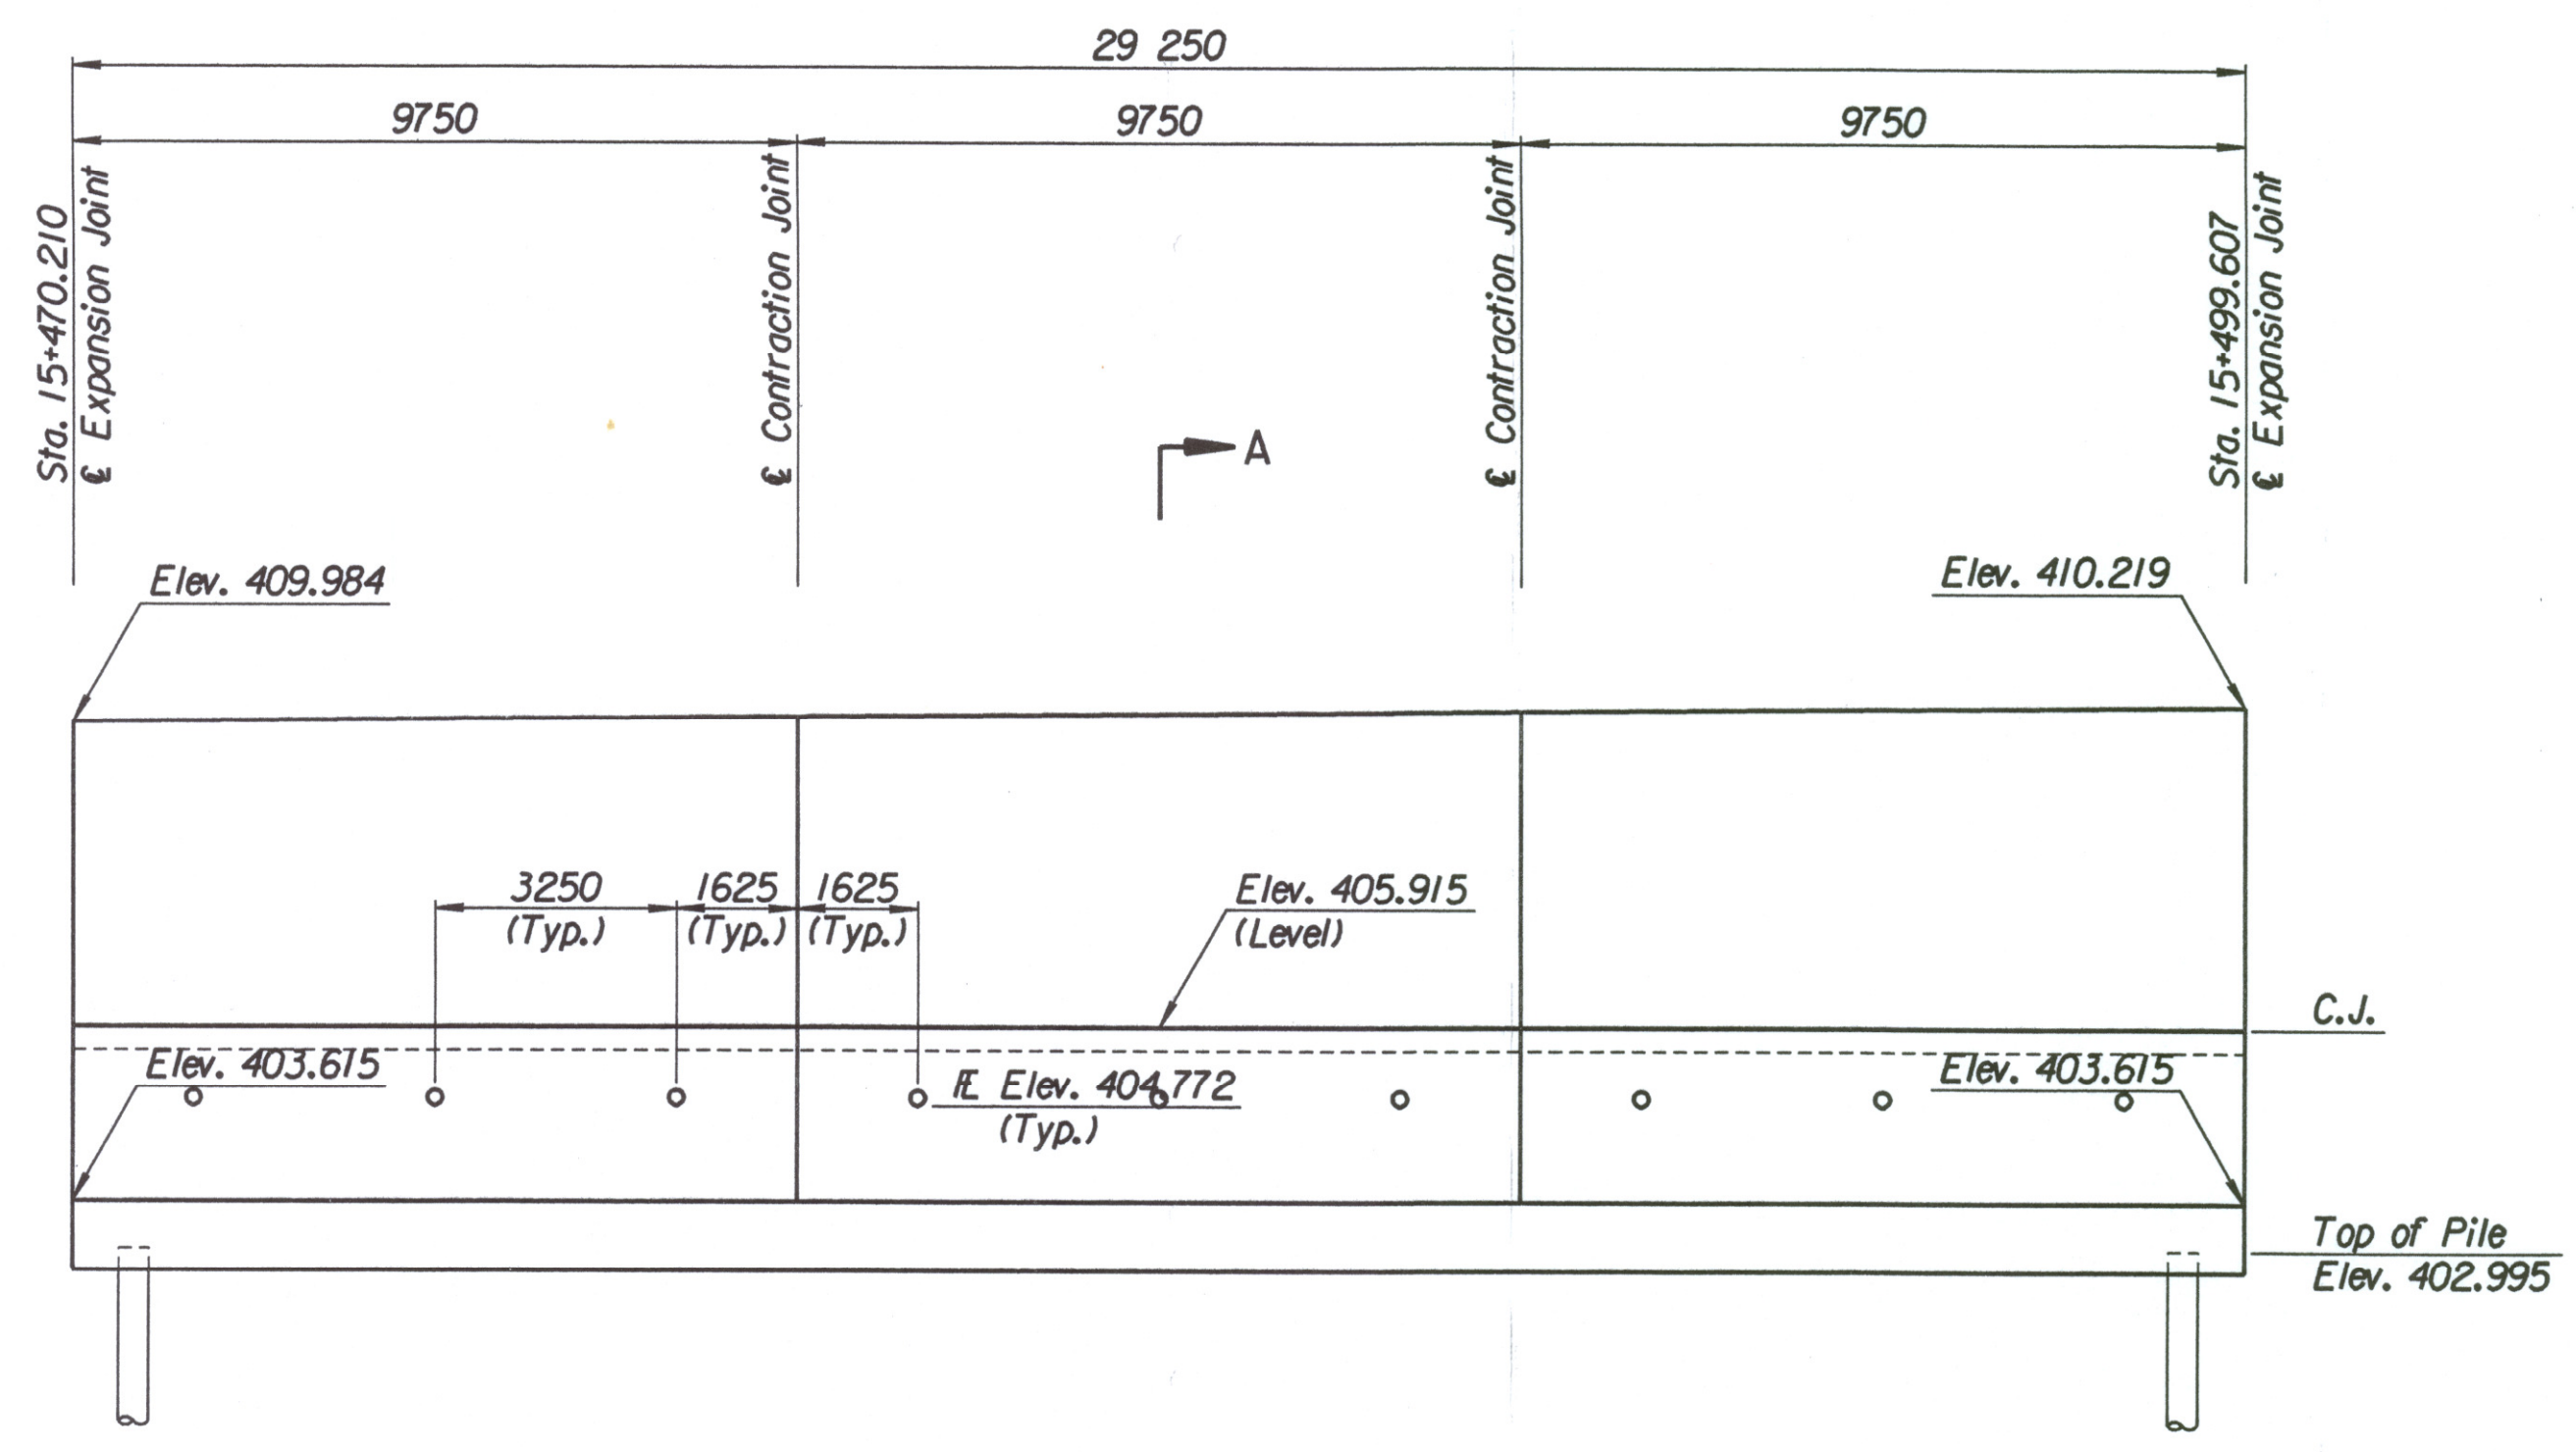 29 250
9750
9750
9750
Sta. 15+470.210
℄ Expansion Joint
℄ Contraction Joint
℄ Contraction Joint
Sta. 15+499.607
℄ Expansion Joint
A
Elev. 409.984
Elev. 410.219
3250
(Typ.)
1625
(Typ.)
1625
(Typ.)
Elev. 405.915
(Level)
C.J.
Elev. 403.615
Elev. 404.772
(Typ.)
Elev. 403.615
Top of Pile
Elev. 402.995